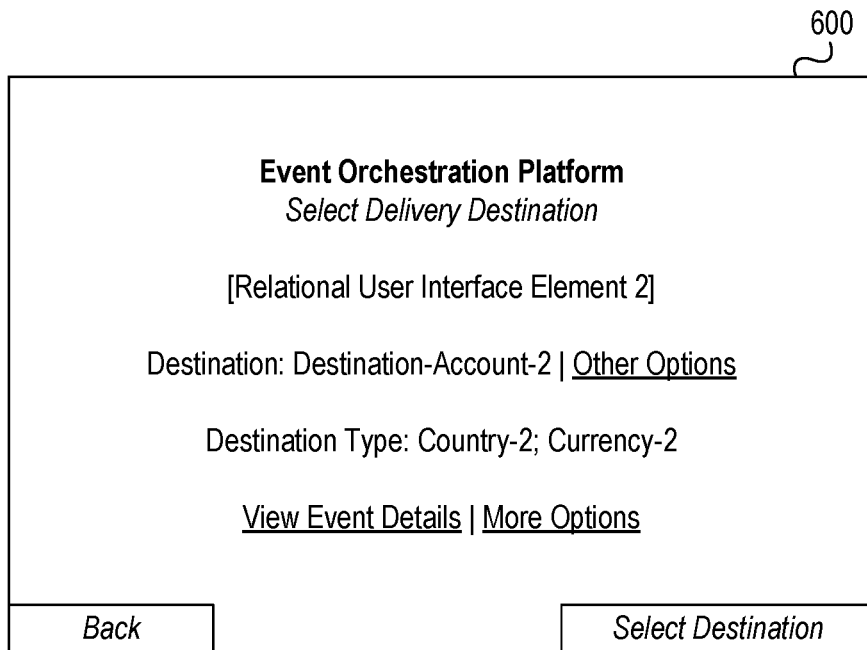 600
Event Orchestration Platform
Select Delivery Destination
[Relational User Interface Element 2]
Destination: Destination-Account-2 | Other Options
Destination Type: Country-2; Currency-2
View Event Details | More Options
Back
Select Destination